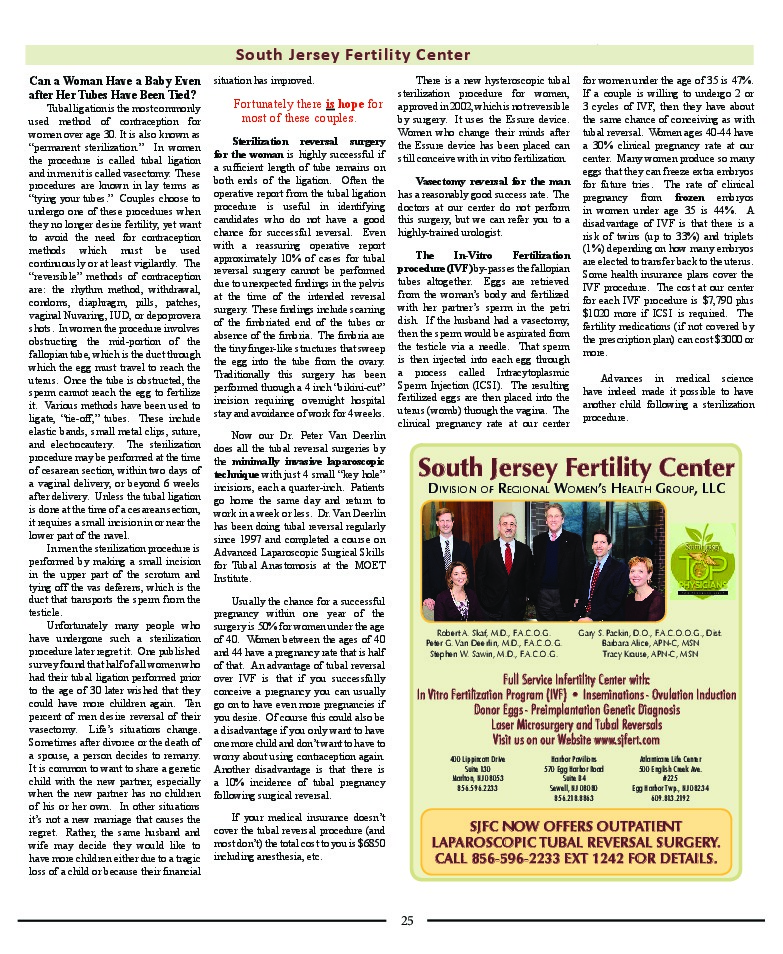 South Jersey Fertility Center
Can a Woman Have a Baby Even
after Her Tubes Have Been Tied?
Tubal ligation is the most commonly
used method of contraception for
women over age 30. It is also known as
“permanent sterilization.” In women
the procedure is called tubal ligation
and in men it is called vasectomy. These
procedures are known in lay terms as
“tying your tubes.” Couples choose to
undergo one of these procedures when
they no longer desire fertility, yet want
to avoid the need for contraception
methods which must be used
continuously or at least vigilantly. The
“reversible” methods of contraception
are: the rhythm method, withdrawal,
condoms, diaphragm, pills, patches,
vaginal Nuvaring, IUD, or depoprovera
shots. In women the procedure involves
obstructing the mid-portion of the
fallopian tube, which is the duct through
which the egg must travel to reach the
uterus. Once the tube is obstructed, the
sperm cannot reach the egg to fertilize
it. Various methods have been used to
ligate, “tie-off,” tubes. These include
elastic bands, small metal clips, suture,
and electrocautery. The sterilization
procedure may be performed at the time
of cesarean section, within two days of
a vaginal delivery, or beyond 6 weeks
after delivery. Unless the tubal ligation
is done at the time of a cesarean section,
it requires a small incision in or near the
lower part of the navel.
In men the sterilization procedure is
performed by making a small incision
in the upper part of the scrotum and
tying off the vas deferens, which is the
duct that transports the sperm from the
testicle.
Unfortunately many people who
have undergone such a sterilization
procedure later regret it. One published
survey found that half of all women who
had their tubal ligation performed prior
to the age of 30 later wished that they
could have more children again. Ten
percent of men desire reversal of their
vasectomy. Life’s situations change.
Sometimes after divorce or the death of
a spouse, a person decides to remarry.
It is common to want to share a genetic
child with the new partner, especially
when the new partner has no children
of his or her own. In other situations
it’s not a new marriage that causes the
regret. Rather, the same husband and
wife may decide they would like to
have more children either due to a tragic
loss of a child or because their financial
situation has improved.
Fortunately there is hope for
most of these couples.
Sterilization reversal surgery
for the woman is highly successful if
a sufficient length of tube remains on
both ends of the ligation. Often the
operative report from the tubal ligation
procedure is useful in identifying
candidates who do not have a good
chance for successful reversal. Even
with a reassuring operative report
approximately 10% of cases for tubal
reversal surgery cannot be performed
due to unexpected findings in the pelvis
at the time of the intended reversal
surgery. These findings include scarring
of the fimbriated end of the tubes or
absence of the fimbria. The fimbria are
the tiny finger-like structures that sweep
the egg into the tube from the ovary.
Traditionally this surgery has been
performed through a 4 inch “bikini-cut”
incision requiring overnight hospital
stay and avoidance of work for 4 weeks.
Now our Dr. Peter Van Deerlin
does all the tubal reversal surgeries by
the minimally invasive laparoscopic
technique with just 4 small “key hole”
incisions, each a quarter-inch. Patients
go home the same day and return to
work in a week or less. Dr. Van Deerlin
has been doing tubal reversal regularly
since 1997 and completed a course on
Advanced Laparoscopic Surgical Skills
for Tubal Anastomosis at the MOET
Institute.
Usually the chance for a successful
pregnancy within one year of the
surgery is 50% for women under the age
of 40. Women between the ages of 40
and 44 have a pregnancy rate that is half
of that. An advantage of tubal reversal
over IVF is that if you successfully
conceive a pregnancy you can usually
go on to have even more pregnancies if
you desire. Of course this could also be
a disadvantage if you only want to have
one more child and don’t want to have to
worry about using contraception again.
Another disadvantage is that there is
a 10% incidence of tubal pregnancy
following surgical reversal.
If your medical insurance doesn’t
cover the tubal reversal procedure (and
most don’t) the total cost to you is $6850
including anesthesia, etc.
There is a new hysteroscopic tubal
sterilization procedure for women,
approved in 2002, which is not reversible
by surgery. It uses the Essure device.
Women who change their minds after
the Essure device has been placed can
still conceive with in vitro fertilization.
Vasectomy reversal for the man
has a reasonably good success rate. The
doctors at our center do not perform
this surgery, but we can refer you to a
highly-trained urologist.
The In-Vitro Fertilization
procedure (IVF) by-passes the fallopian
tubes altogether. Eggs are retrieved
from the woman’s body and fertilized
with her partner’s sperm in the petri
dish. If the husband had a vasectomy,
then the sperm would be aspirated from
the testicle via a needle. That sperm
is then injected into each egg through
a process called Intracytoplasmic
Sperm Injection (ICSI). The resulting
fertilized eggs are then placed into the
uterus (womb) through the vagina. The
clinical pregnancy rate at our center
for women under the age of 35 is 47%.
If a couple is willing to undergo 2 or
3 cycles of IVF, then they have about
the same chance of conceiving as with
tubal reversal. Women ages 40-44 have
a 30% clinical pregnancy rate at our
center. Many women produce so many
eggs that they can freeze extra embryos
for future tries. The rate of clinical
pregnancy from frozen embryos
in women under age 35 is 44%. A
disadvantage of IVF is that there is a
risk of twins (up to 33%) and triplets
(1%) depending on how many embryos
are elected to transfer back to the uterus.
Some health insurance plans cover the
IVF procedure. The cost at our center
for each IVF procedure is $7,790 plus
$1020 more if ICSI is required. The
fertility medications (if not covered by
the prescription plan) can cost $3000 or
more.
Advances in medical science
have indeed made it possible to have
another child following a sterilization
procedure.
South Jersey Fertility Center
Division of Regional Women’s Health Group, LLC
TOP
PHYSICIANS
Robert A. Skaf, M.D., F.A.C.O.G.
Peter G. Van Deerlin, M.D., F.A.C.O.G.
Stephen W. Sawin, M.D., F.A.C.O.G.
Gary S. Packin, D.O., F.A.C.O.O.G., Dist.
Barbara Alice, APN-C, MSN
Tracy Krause, APN-C, MSN
Full Service Infertility Center with:
In Vitro Fertilization Program (IVF) • Inseminations - Ovulation Induction
Donor Eggs - Preimplantation Genetic Diagnosis
Laser Microsurgery and Tubal Reversals
Visit us on our Website www.sjfert.com
400 Lippincott Drive
Suite 130
Marlton, NJ 08053
856.596.2233
Harbor Pavilions
570 Egg Harbor Road
Suite B4
Sewell, NJ 08080
856.218.8863
Atlanticare Life Center
500 English Creek Ave.
#225
Egg Harbor Twp., NJ 08234
609.813.2192
SJFC NOW OFFERS OUTPATIENT
LAPAROSCOPIC TUBAL REVERSAL SURGERY.
CALL 856-596-2233 EXT 1242 FOR DETAILS.
25